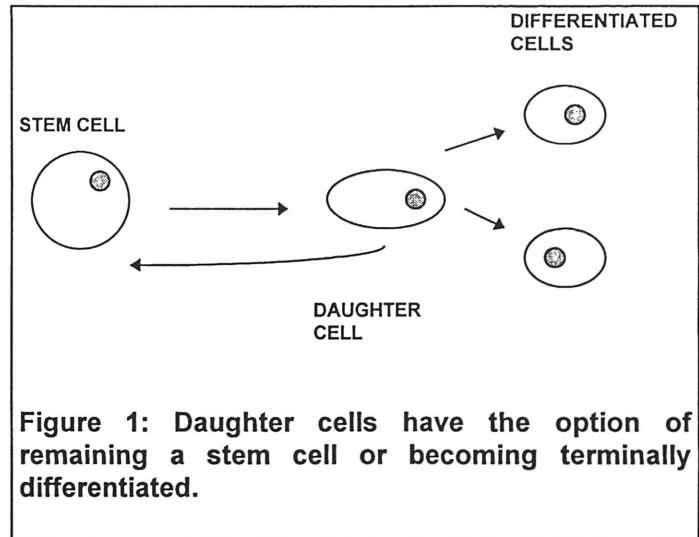 DIFFERENTIATED
CELLS
STEM CELL
DAUGHTER
CELL
Figure 1: Daughter cells have the option of
remaining a stem cell or becoming terminally
differentiated.